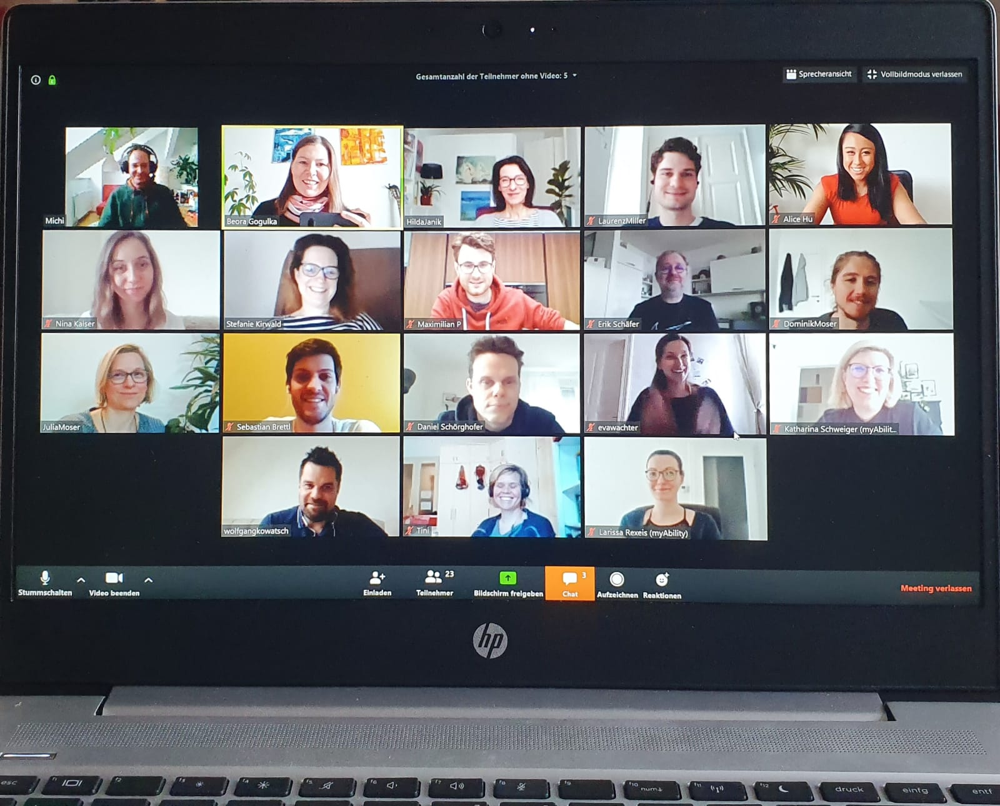 Gesamtanzahl der Teilnehmer ohne Video: 5
Sprecheransicht
Vollbildmodus verlassen
Michi
Beora Gogulka
HildaJanik
LaurenzMiller
Alice Hu
Nina Kaiser
Stefanie Kirwald
Maximilian P
Erik Schäfer
DominikMoser
JuliaMoser
Sebastian Brettl
Daniel Schörghofer
evawachter
Katharina Schweiger (myAbilit...
wolfgangkowatsch
Tini
Larissa Rexeis (myAbility)
Stummschalten
Video beenden
Einladen
23
Teilnehmer
Bildschirm freigeben
3
Chat
Aufzeichnen
Reaktionen
Meeting verlassen
hp
esc
f1
f2
f3
f4
f5
f6
f7
f8
f9
f10 num
f11
f12
druck
einfg
entf